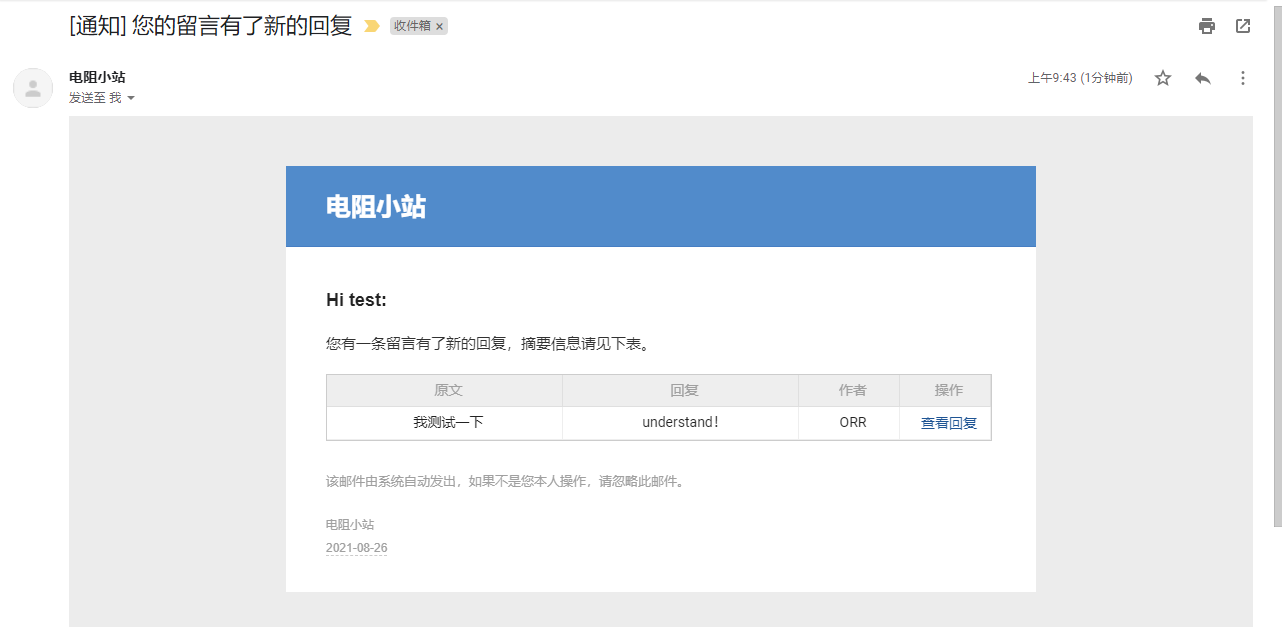 [通知] 您的留言有了新的回复 收件箱 ×
电阻小站 上午9:43 (1分钟前)
发送至 我
电阻小站
Hi test:
您有一条留言有了新的回复，摘要信息请见下表。
原文 回复 作者 操作
我测试一下 understand！ ORR 查看回复
该邮件由系统自动发出，如果不是您本人操作，请忽略此邮件。
电阻小站
2021-08-26